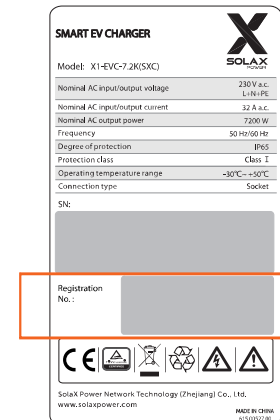 SMART EV CHARGER
SOLAX
POWER
Model: X1-EVC-7.2K(SXC)
Nominal AC input/output voltage 230 V a.c. L+N+PE
Nominal AC input/output current 32 A a.c.
Nominal AC output power 7200 W
Frequency 50 Hz/60 Hz
Degree of protection IP65
Protection class Class I
Operating temperature range -30℃~ +50℃
Connection type Socket
SN:
Registration
No. :
CE
SolaX Power Network Technology (Zhejiang) Co., Ltd.
www.solaxpower.com
MADE IN CHINA